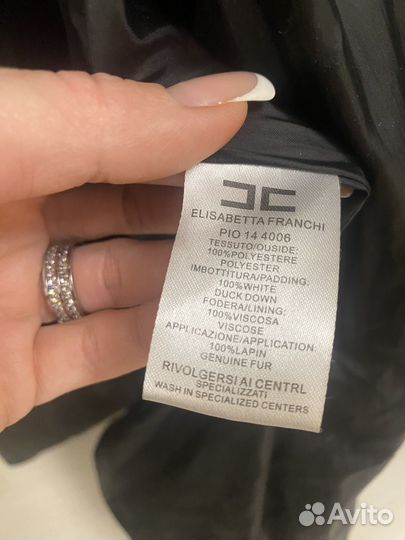 ELISABETTA FRANCHI
PIO 14 4006
TESSUTO/OUSIDE:
100%POLYESTERE
POLYESTER
IMBOTTITURA/PADDING:
100%WHITE
DUCK DOWN
FODERA/LINING:
100%VISCOSA
VISCOSE
APPLICAZIONE/APPLICATION:
100%LAPIN
GENUINE FUR
RIVOLGERSI AI CENTRL
SPECIALIZZATI
WASH IN SPECIALIZED CENTERS
Avito